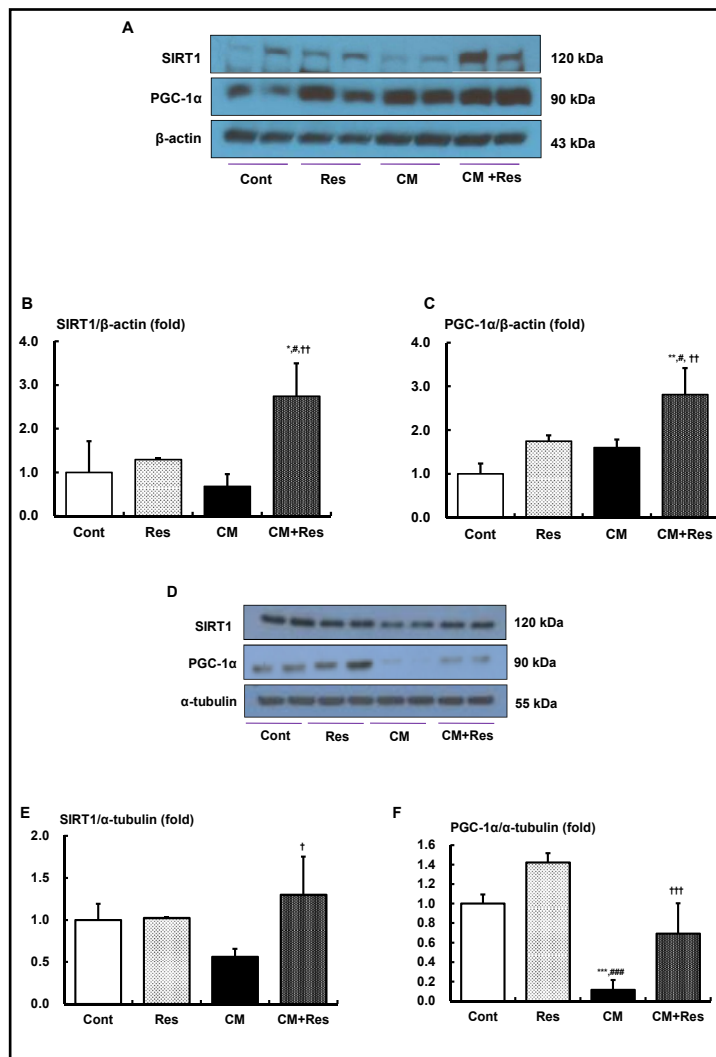 A
SIRT1 120 kDa
PGC-1α 90 kDa
β-actin 43 kDa
Cont Res CM CM +Res
B
SIRT1/β-actin (fold)
4.0
3.0
2.0
1.0
0.0
*,#,††
Cont Res CM CM+Res
C
PGC-1α/β-actin (fold)
4.0
3.0
2.0
1.0
0.0
**,#, ††
Cont Res CM CM+Res
D
SIRT1 120 kDa
PGC-1α 90 kDa
α-tubulin 55 kDa
Cont Res CM CM+Res
E
SIRT1/α-tubulin (fold)
2.0
1.5
1.0
0.5
0.0
†
Cont Res CM CM+Res
F
PGC-1α/α-tubulin (fold)
1.6
1.4
1.2
1.0
0.8
0.6
0.4
0.2
0.0
***,###
†††
Cont Res CM CM+Res